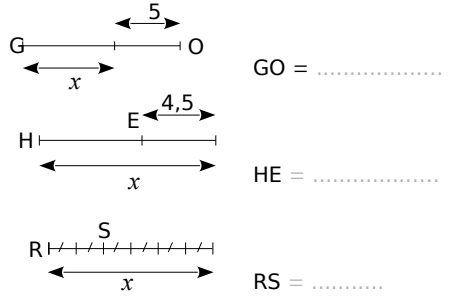 5
G O
x
GO = ...................
4,5
E
H
x
HE = ...................
S
R
x
RS = ...........